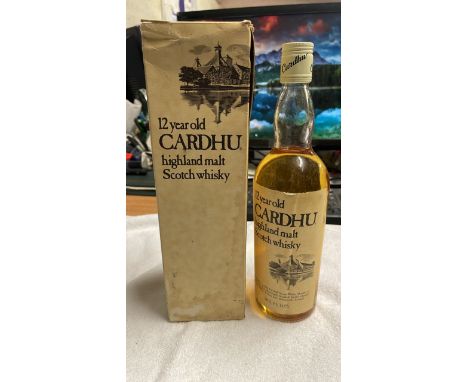 12 year old
CARDHU
highland malt
Scotch whisky
Cardhu
12 year old
CARDHU
highland malt
Scotch whisky